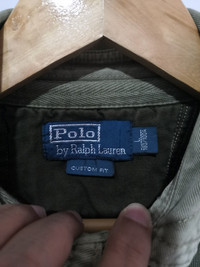 Polo
by Ralph Lauren
CUSTOM FIT
L